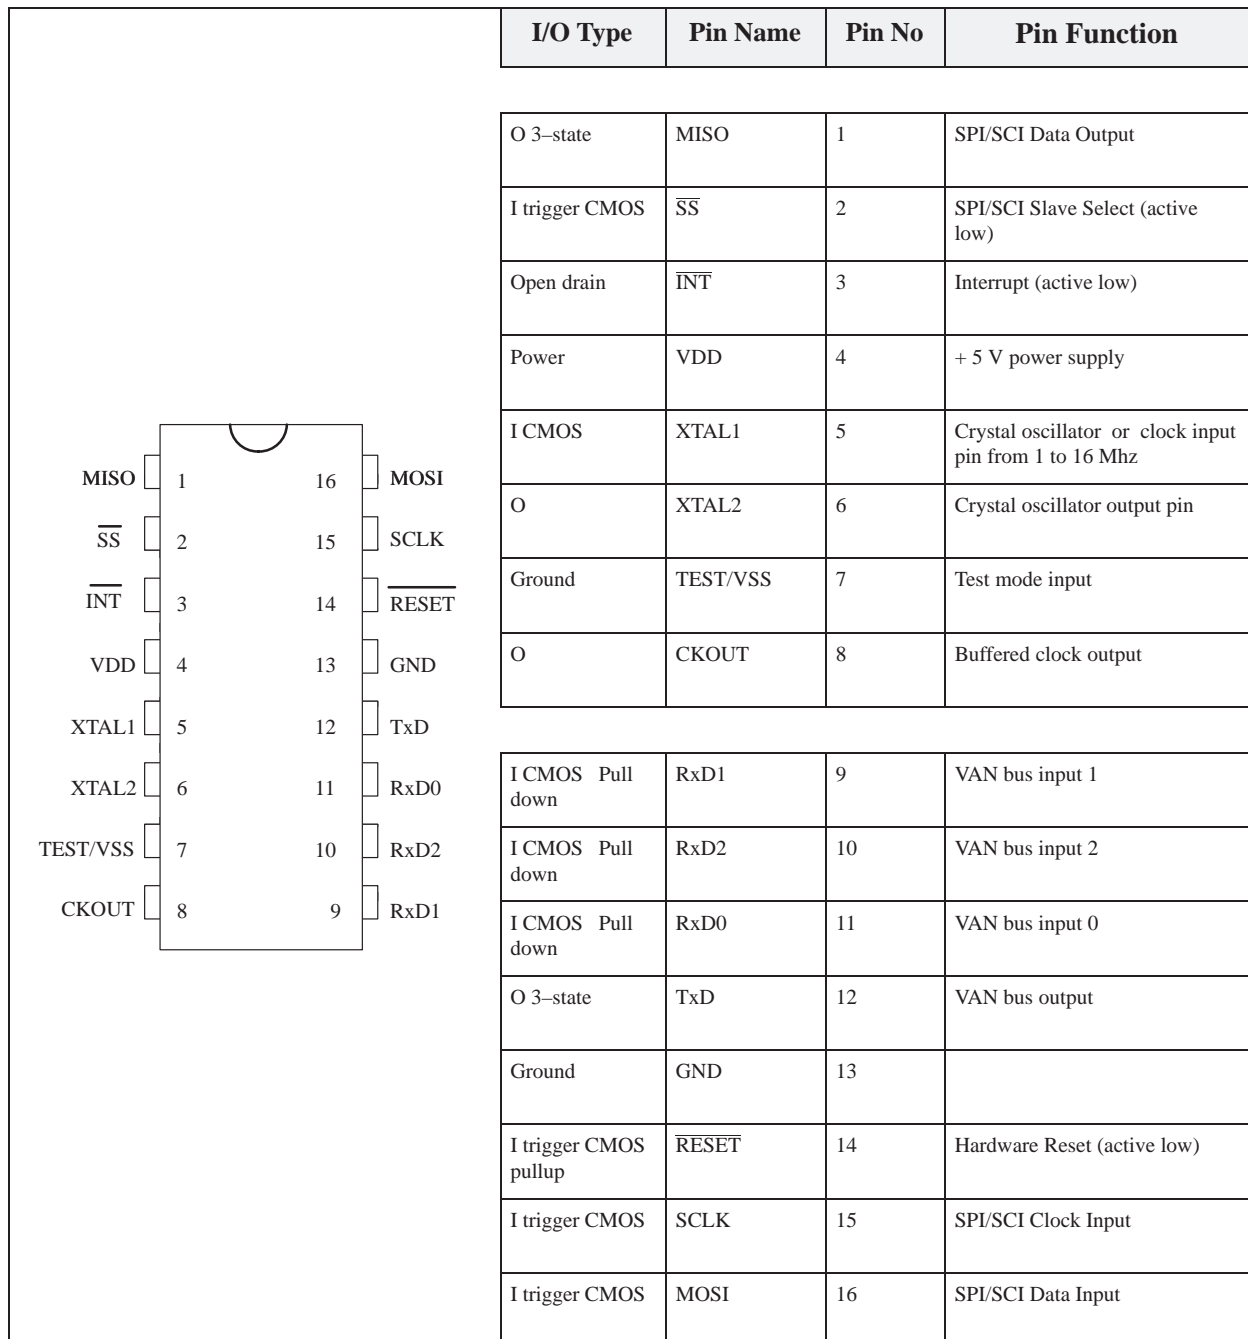 I/O Type Pin Name Pin No Pin Function
O 3–state MISO 1 SPI/SCI Data Output
I trigger CMOS S̅S̅ 2 SPI/SCI Slave Select (active
low)
Open drain I̅N̅T̅ 3 Interrupt (active low)
Power VDD 4 + 5 V power supply
I CMOS XTAL1 5 Crystal oscillator or clock input
pin from 1 to 16 Mhz
O XTAL2 6 Crystal oscillator output pin
Ground TEST/VSS 7 Test mode input
O CKOUT 8 Buffered clock output
I CMOS Pull RxD1 9 VAN bus input 1
down
I CMOS Pull RxD2 10 VAN bus input 2
down
I CMOS Pull RxD0 11 VAN bus input 0
down
O 3–state TxD 12 VAN bus output
Ground GND 13
I trigger CMOS R̅E̅S̅E̅T̅ 14 Hardware Reset (active low)
pullup
I trigger CMOS SCLK 15 SPI/SCI Clock Input
I trigger CMOS MOSI 16 SPI/SCI Data Input
MISO 1 16 MOSI
S̅S̅ 2 15 SCLK
I̅N̅T̅ 3 14 R̅E̅S̅E̅T̅
VDD 4 13 GND
XTAL1 5 12 TxD
XTAL2 6 11 RxD0
TEST/VSS 7 10 RxD2
CKOUT 8 9 RxD1